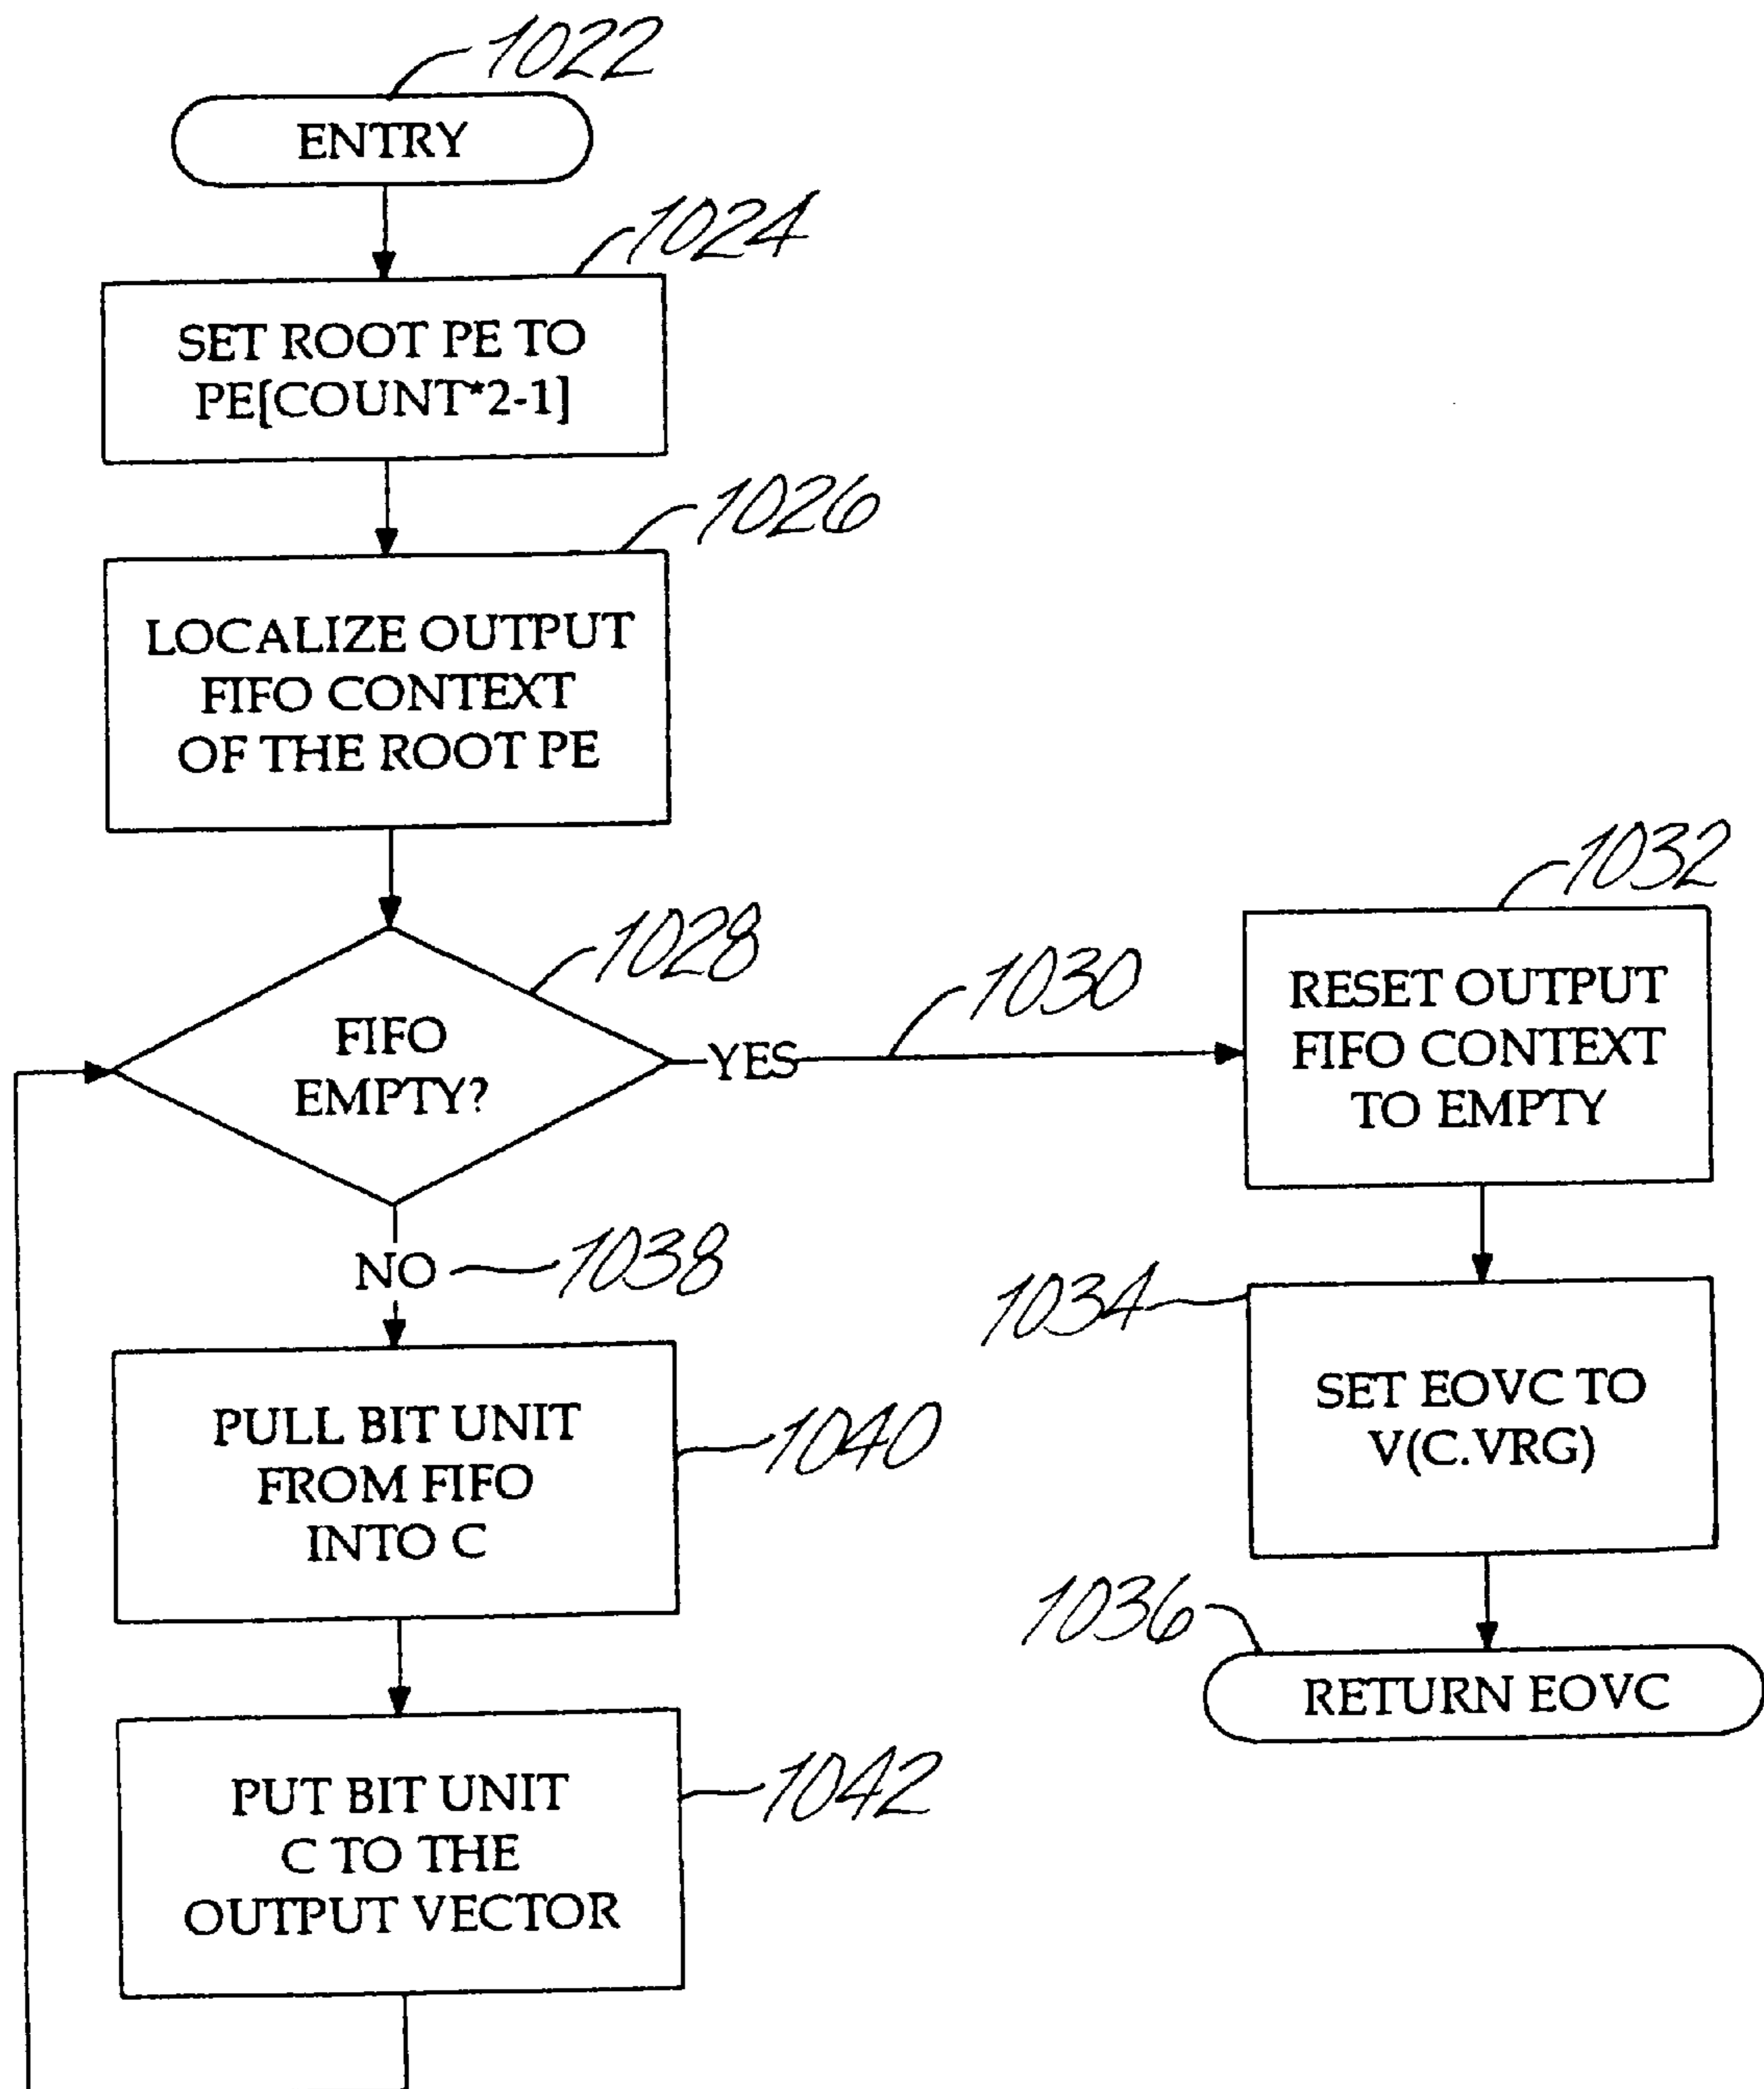 1022
ENTRY
1024
SET ROOT PE TO
PE[COUNT*2-1]
1026
LOCALIZE OUTPUT
FIFO CONTEXT
OF THE ROOT PE
1028
FIFO
EMPTY?
YES
1030
1032
RESET OUTPUT
FIFO CONTEXT
TO EMPTY
NO
1038
1034
SET EOVC TO
V(C.VRG)
1040
PULL BIT UNIT
FROM FIFO
INTO C
1036
RETURN EOVC
1042
PUT BIT UNIT
C TO THE
OUTPUT VECTOR